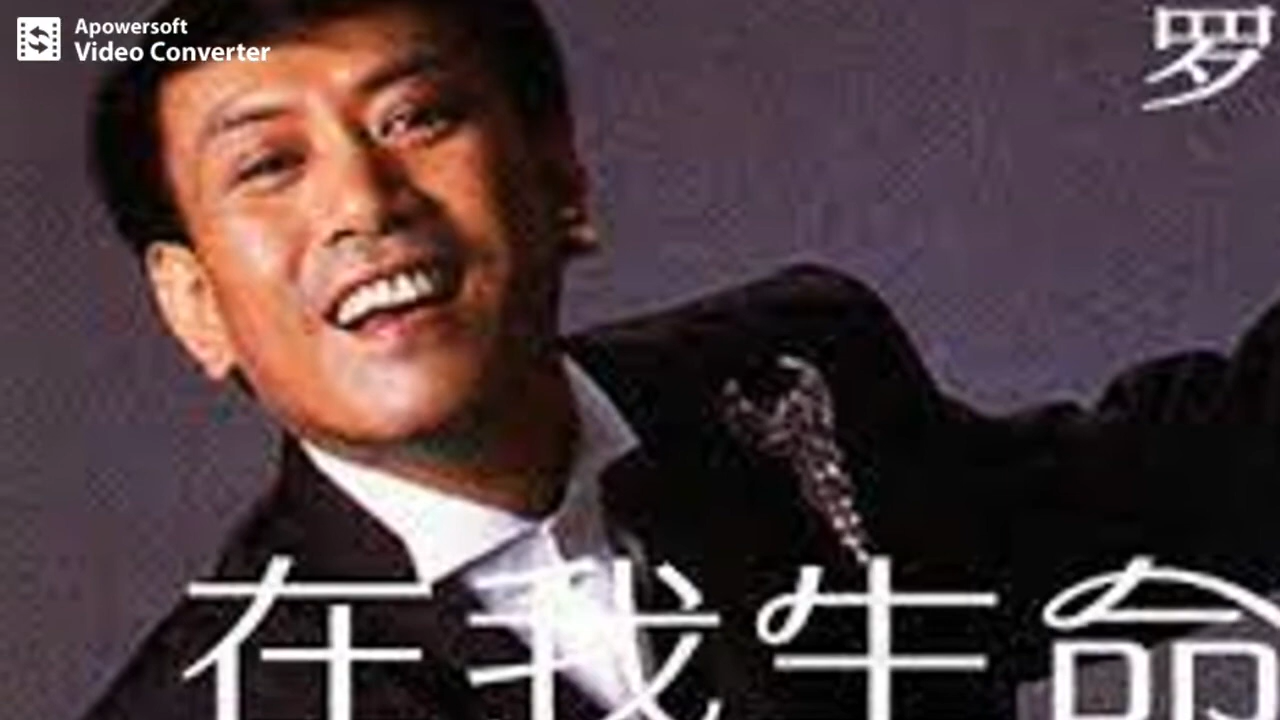 Apowersoft
Video Converter
罗
在我生命